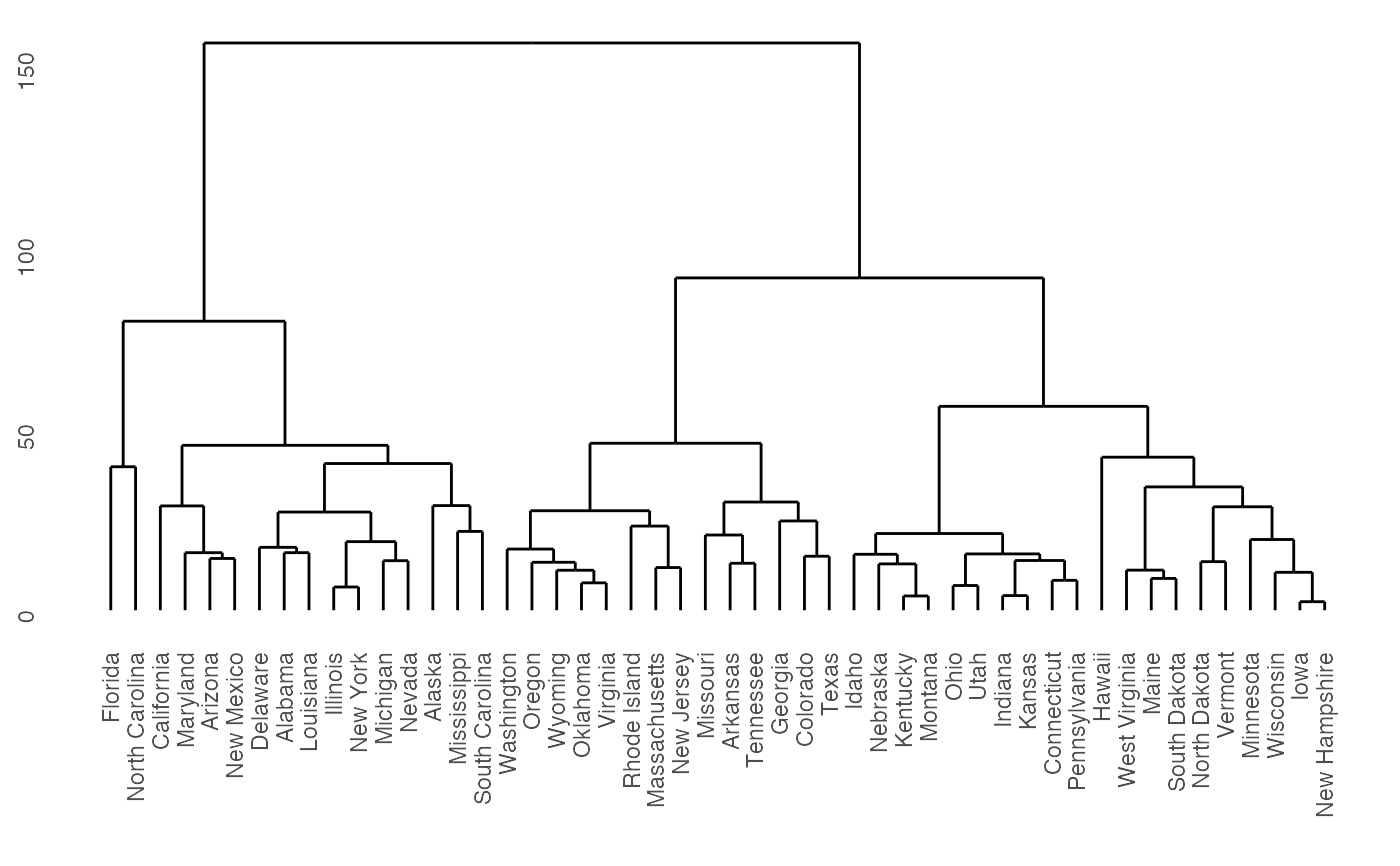 150
100
50
0
Florida
North Carolina
California
Maryland
Arizona
New Mexico
Delaware
Alabama
Louisiana
Illinois
New York
Michigan
Nevada
Alaska
Mississippi
South Carolina
Washington
Oregon
Wyoming
Oklahoma
Virginia
Rhode Island
Massachusetts
New Jersey
Missouri
Arkansas
Tennessee
Georgia
Colorado
Texas
Idaho
Nebraska
Kentucky
Montana
Ohio
Utah
Indiana
Kansas
Connecticut
Pennsylvania
Hawaii
West Virginia
Maine
South Dakota
North Dakota
Vermont
Minnesota
Wisconsin
Iowa
New Hampshire